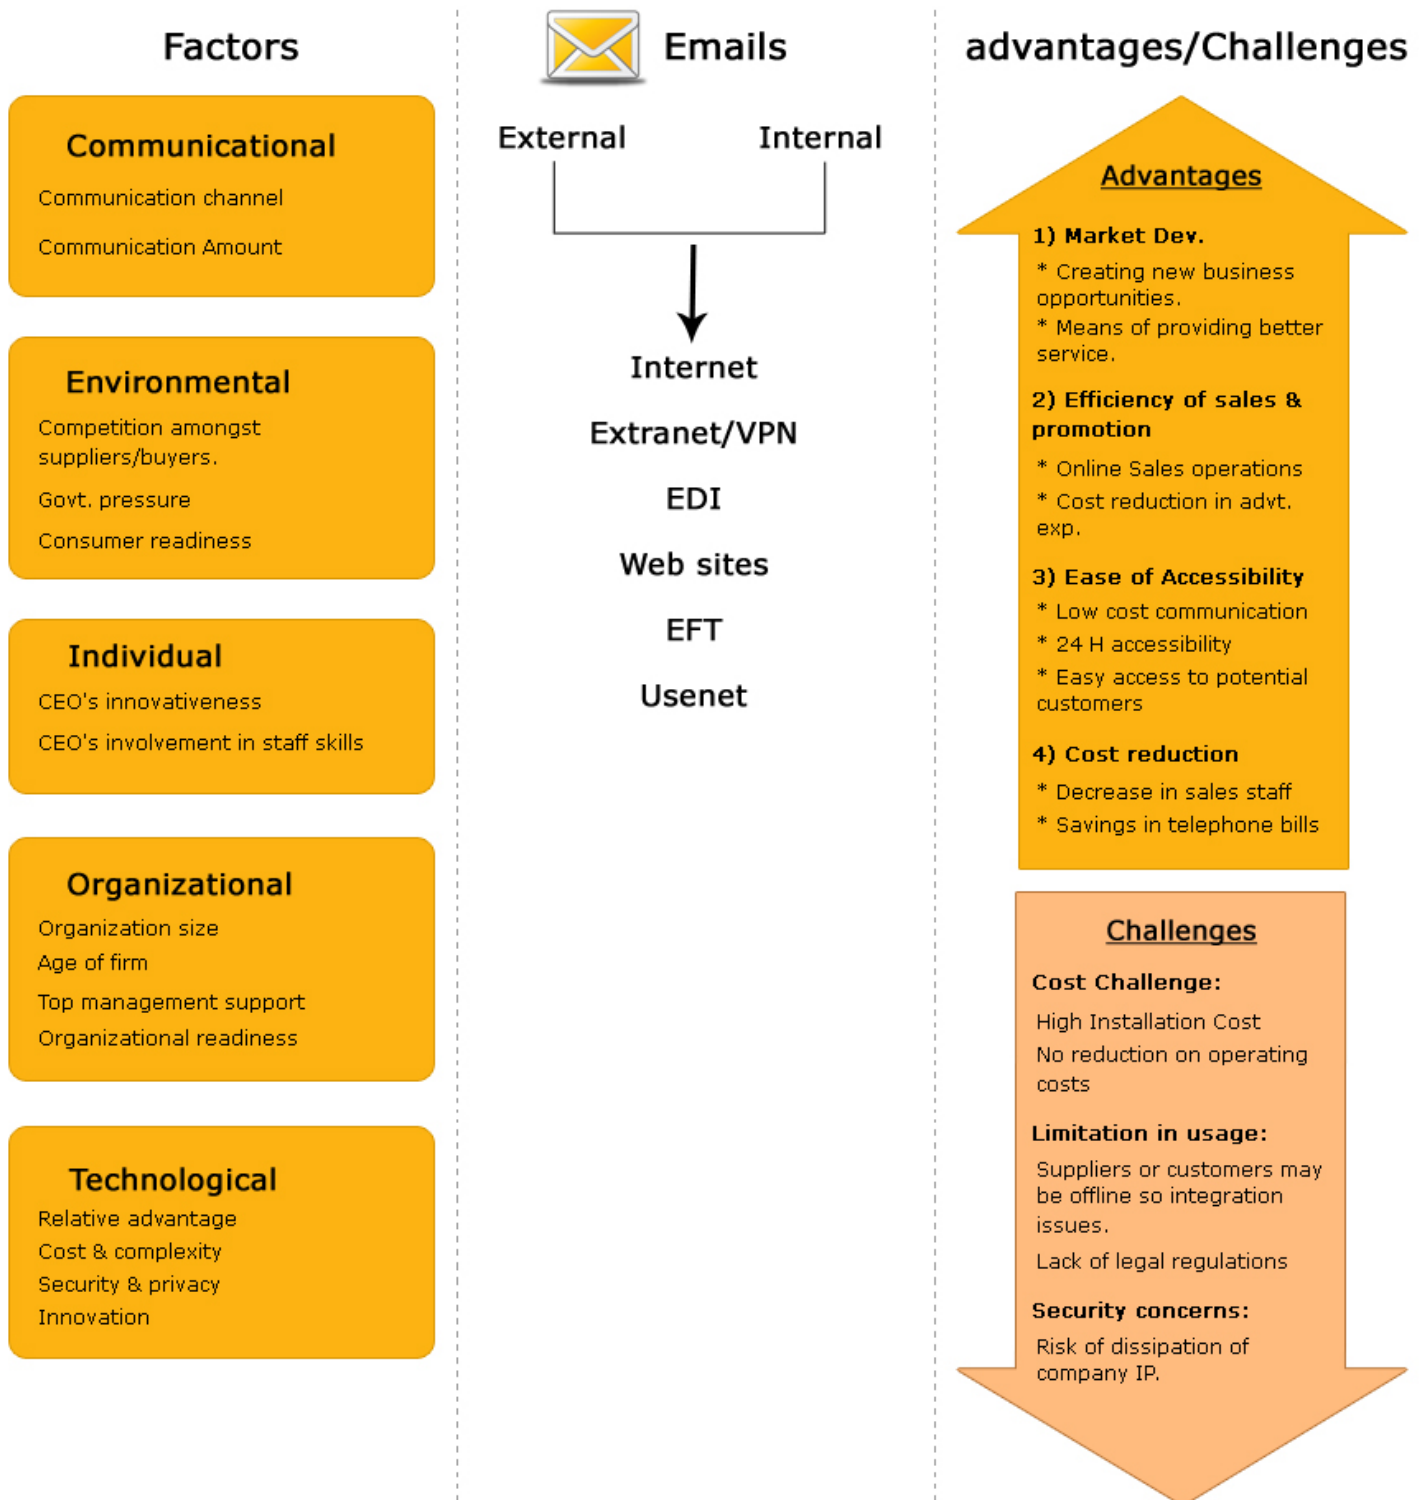 Factors
Communicational
Communication channel
Communication Amount
Environmental
Competition amongst
suppliers/buyers.
Govt. pressure
Consumer readiness
Individual
CEO's innovativeness
CEO's involvement in staff skills
Organizational
Organization size
Age of firm
Top management support
Organizational readiness
Technological
Relative advantage
Cost & complexity
Security & privacy
Innovation
Emails
External
Internal
Internet
Extranet/VPN
EDI
Web sites
EFT
Usenet
advantages/Challenges
Advantages
1) Market Dev.
* Creating new business
opportunities.
* Means of providing better
service.
2) Efficiency of sales &
promotion
* Online Sales operations
* Cost reduction in advt.
exp.
3) Ease of Accessibility
* Low cost communication
* 24 H accessibility
* Easy access to potential
customers
4) Cost reduction
* Decrease in sales staff
* Savings in telephone bills
Challenges
Cost Challenge:
High Installation Cost
No reduction on operating
costs
Limitation in usage:
Suppliers or customers may
be offline so integration
issues.
Lack of legal regulations
Security concerns:
Risk of dissipation of
company IP.